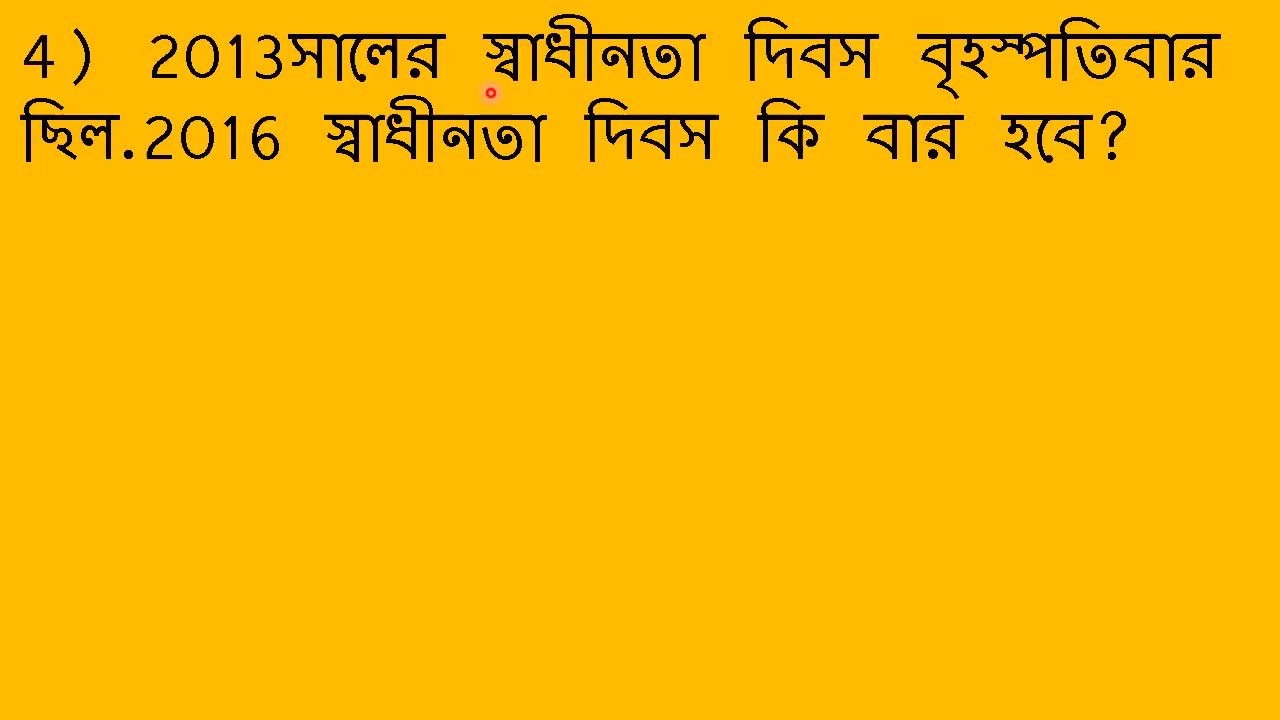 4) 2013সালের স্বাধীনতা দিবস বৃহস্পতিবার
ছিল.2016 স্বাধীনতা দিবস কি বার হবে?